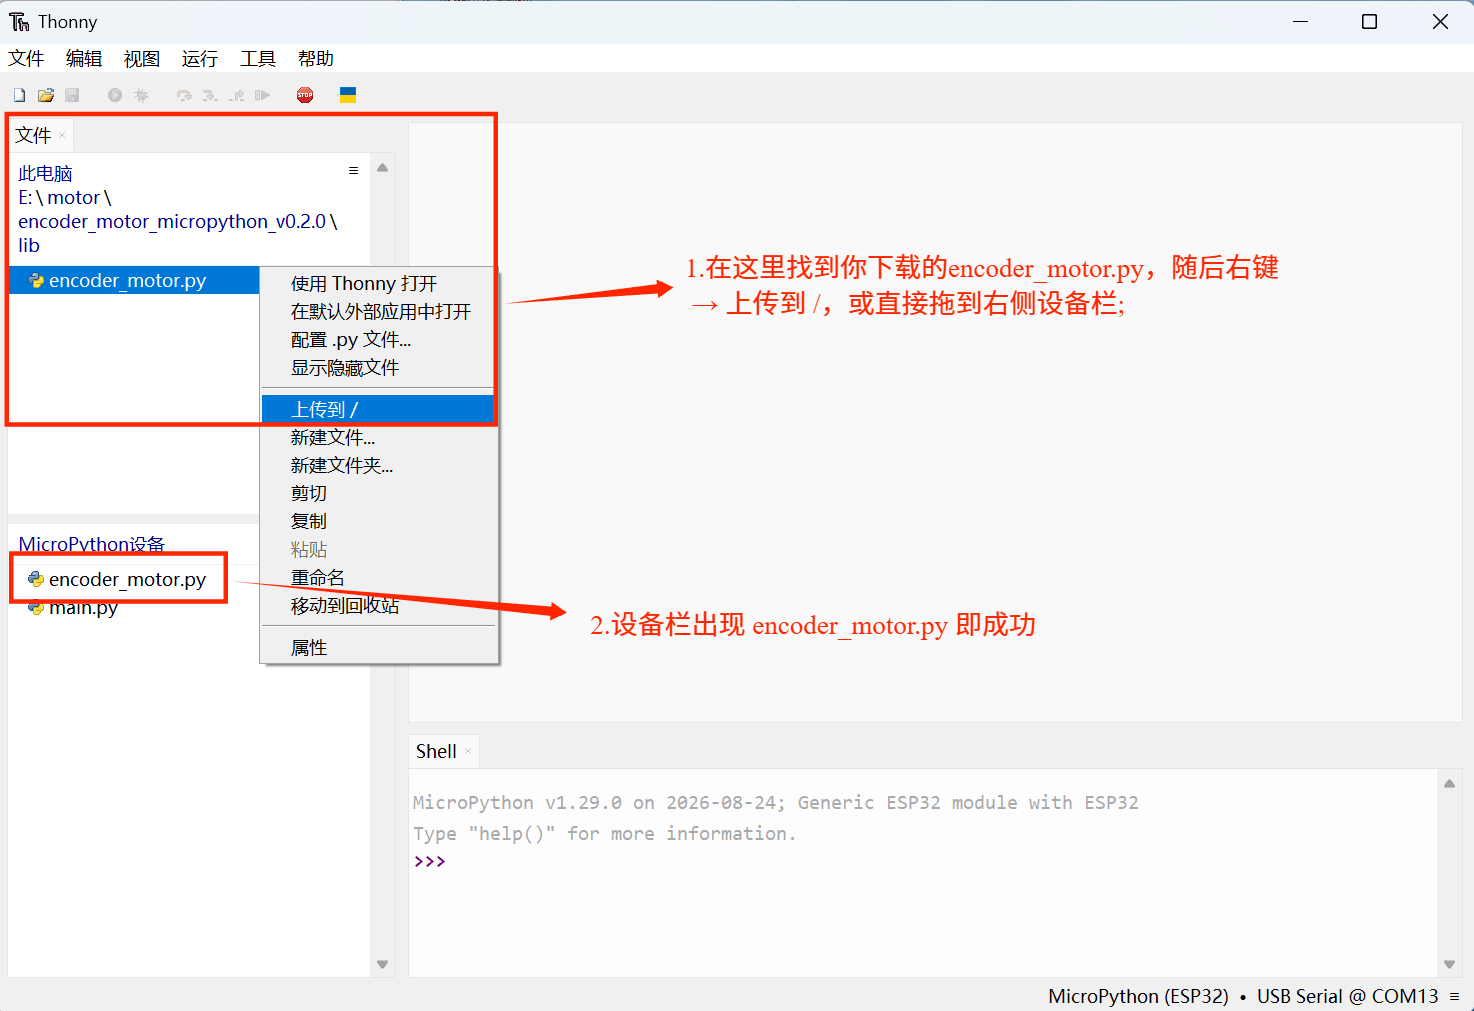 Thonny
文件 编辑 视图 运行 工具 帮助
STOP
文件
此电脑
E:\motor\
encoder_motor_micropython_v0.2.0\
lib
encoder_motor.py
使用 Thonny 打开
在默认外部应用中打开
配置 .py 文件...
显示隐藏文件
上传到 /
新建文件...
新建文件夹...
剪切
复制
粘贴
重命名
移动到回收站
属性
1.在这里找到你下载的encoder_motor.py，随后右键
→ 上传到 /，或直接拖到右侧设备栏;
MicroPython设备
encoder_motor.py
main.py
2.设备栏出现 encoder_motor.py 即成功
Shell
MicroPython v1.29.0 on 2026-08-24; Generic ESP32 module with ESP32
Type "help()" for more information.
>>>
MicroPython (ESP32) • USB Serial @ COM13 ≡